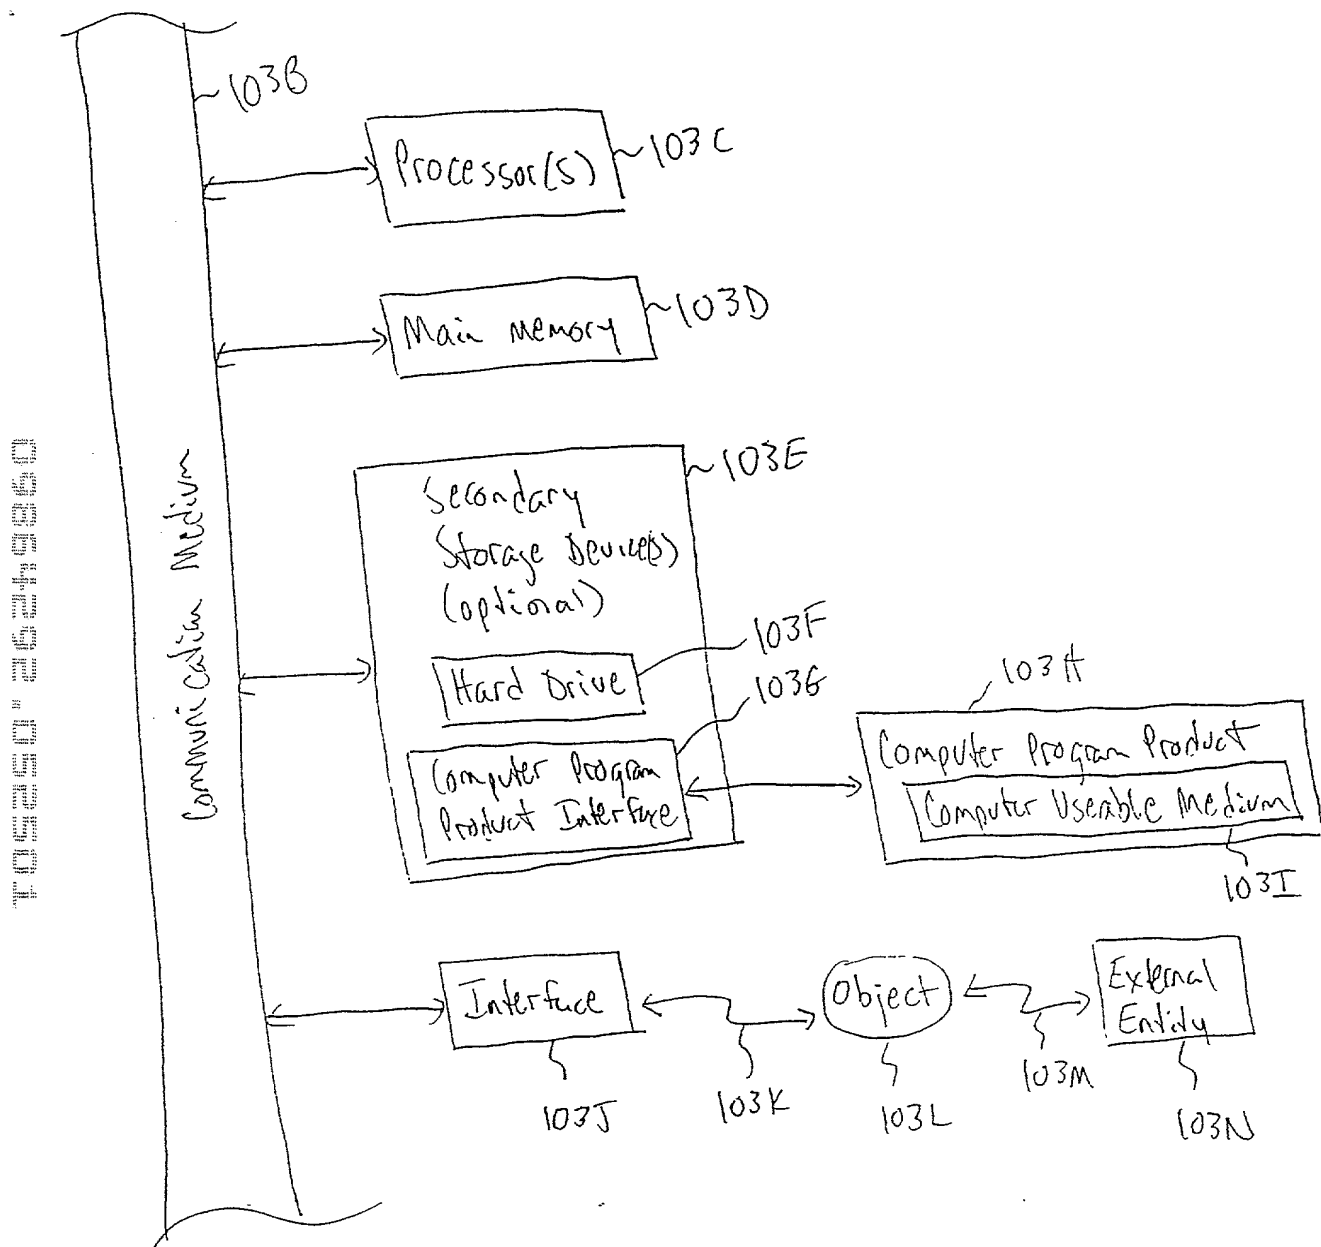 103B
Processor(s)
103C
Main memory
103D
Communication Medium
103E
Secondary
Storage Device(s)
(optional)
103F
Hard Drive
103G
Computer Program
Product Interface
103H
Computer Program Product
Computer Useable Medium
103I
Interface
Object
External
Entity
103J
103K
103L
103M
103N
09864292.052501